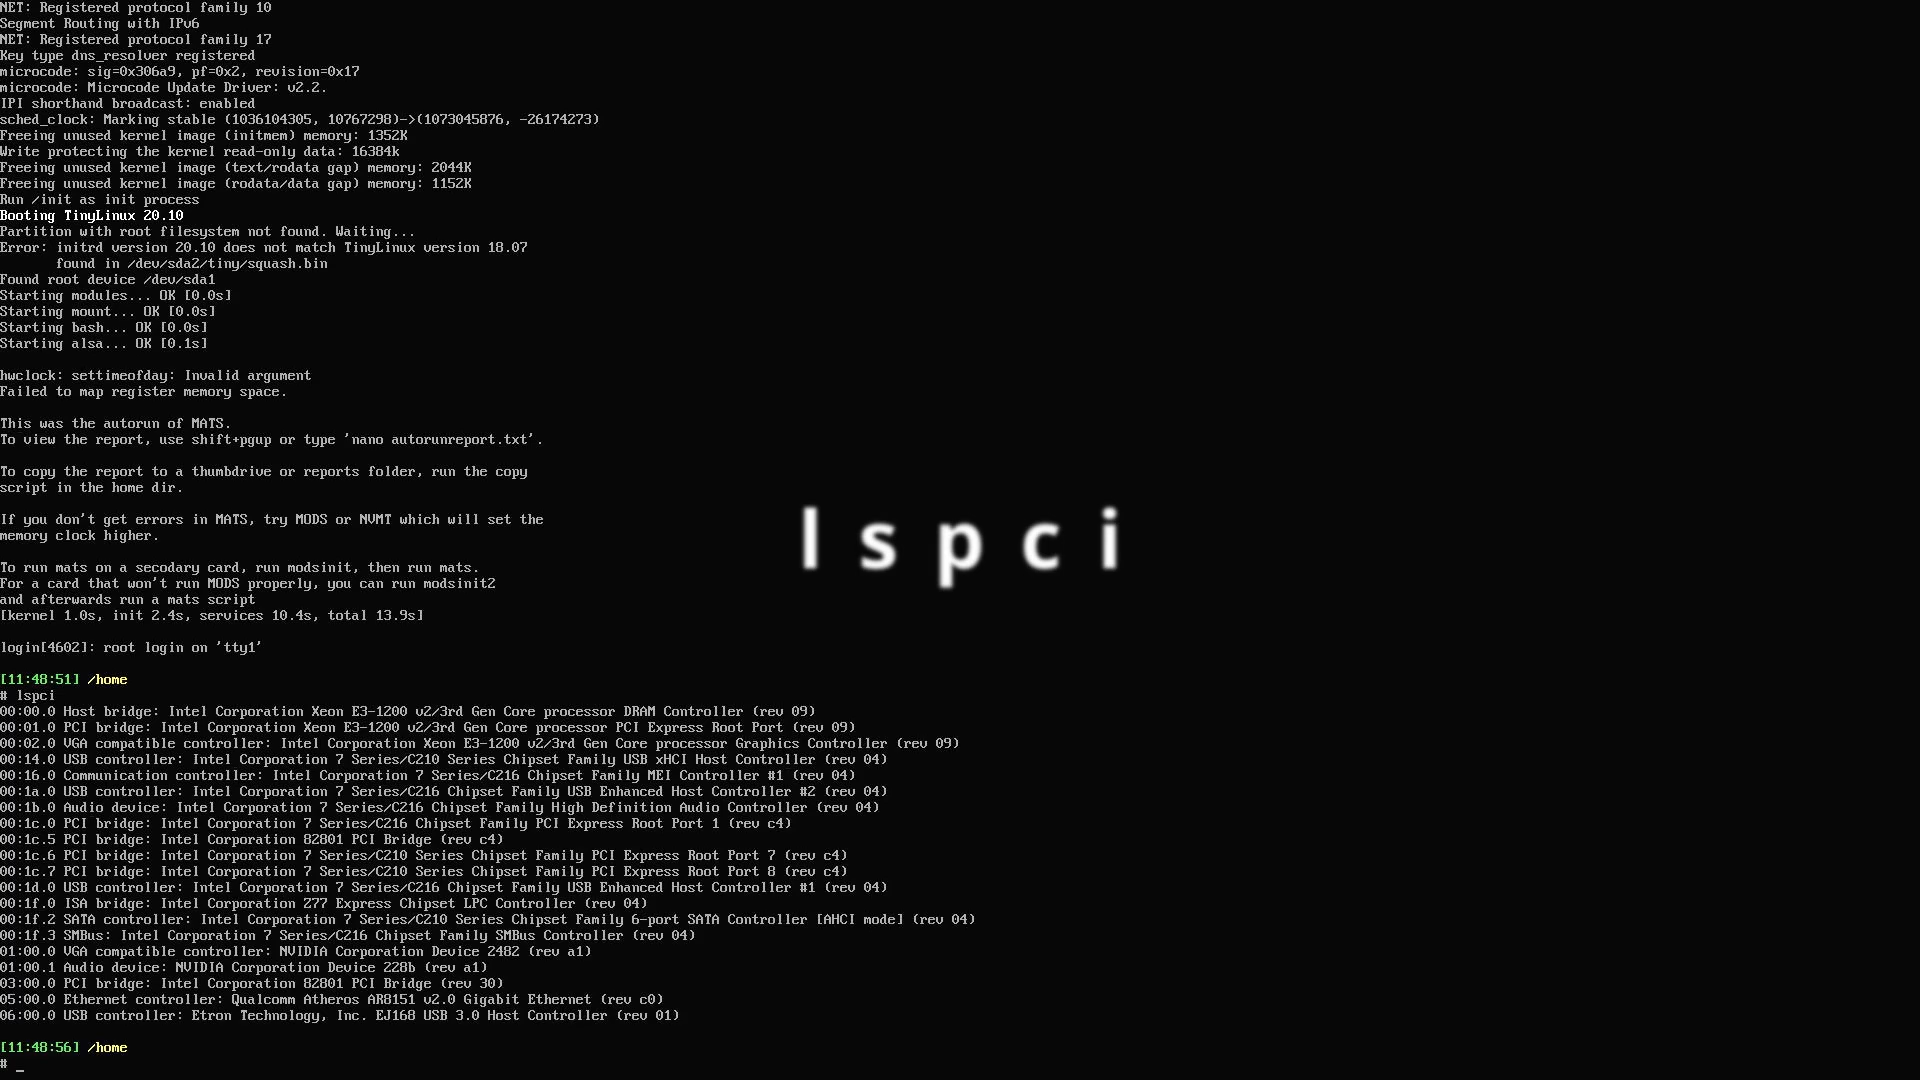 NET: Registered protocol family 10
Segment Routing with IPv6
NET: Registered protocol family 17
Key type dns_resolver registered
microcode: sig=0x306a9, pf=0x2, revision=0x17
microcode: Microcode Update Driver: v2.2.
IPI shorthand broadcast: enabled
sched_clock: Marking stable (1036104305, 10767298)->(1073045876, -26174273)
Freeing unused kernel image (initmem) memory: 1352K
Write protecting the kernel read-only data: 16384k
Freeing unused kernel image (text/rodata gap) memory: 2044K
Freeing unused kernel image (rodata/data gap) memory: 1152K
Run /init as init process
Booting TinyLinux 20.10
Partition with root filesystem not found. Waiting...
Error: initrd version 20.10 does not match TinyLinux version 18.07
found in /dev/sda2/tiny/squash.bin
Found root device /dev/sda1
Starting modules... OK [0.0s]
Starting mount... OK [0.0s]
Starting bash... OK [0.0s]
Starting alsa... OK [0.1s]
hwclock: settimeofday: Invalid argument
Failed to map register memory space.
This was the autorun of MATS.
To view the report, use shift+pgup or type 'nano autorunreport.txt'.
To copy the report to a thumbdrive or reports folder, run the copy
script in the home dir.
If you don't get errors in MATS, try MODS or NVMT which will set the
memory clock higher.
To run mats on a secodary card, run modsinit, then run mats.
For a card that won't run MODS properly, you can run modsinit2
and afterwards run a mats script
[kernel 1.0s, init 2.4s, services 10.4s, total 13.9s]
login[4602]: root login on 'tty1'
[11:48:51] /home
# lspci
00:00.0 Host bridge: Intel Corporation Xeon E3-1200 v2/3rd Gen Core processor DRAM Controller (rev 09)
00:01.0 PCI bridge: Intel Corporation Xeon E3-1200 v2/3rd Gen Core processor PCI Express Root Port (rev 09)
00:02.0 VGA compatible controller: Intel Corporation Xeon E3-1200 v2/3rd Gen Core processor Graphics Controller (rev 09)
00:14.0 USB controller: Intel Corporation 7 Series/C210 Series Chipset Family USB xHCI Host Controller (rev 04)
00:16.0 Communication controller: Intel Corporation 7 Series/C216 Chipset Family MEI Controller #1 (rev 04)
00:1a.0 USB controller: Intel Corporation 7 Series/C216 Chipset Family USB Enhanced Host Controller #2 (rev 04)
00:1b.0 Audio device: Intel Corporation 7 Series/C216 Chipset Family High Definition Audio Controller (rev 04)
00:1c.0 PCI bridge: Intel Corporation 7 Series/C216 Chipset Family PCI Express Root Port 1 (rev c4)
00:1c.5 PCI bridge: Intel Corporation 82801 PCI Bridge (rev c4)
00:1c.6 PCI bridge: Intel Corporation 7 Series/C210 Series Chipset Family PCI Express Root Port 7 (rev c4)
00:1c.7 PCI bridge: Intel Corporation 7 Series/C210 Series Chipset Family PCI Express Root Port 8 (rev c4)
00:1d.0 USB controller: Intel Corporation 7 Series/C216 Chipset Family USB Enhanced Host Controller #1 (rev 04)
00:1f.0 ISA bridge: Intel Corporation Z77 Express Chipset LPC Controller (rev 04)
00:1f.2 SATA controller: Intel Corporation 7 Series/C210 Series Chipset Family 6-port SATA Controller [AHCI mode] (rev 04)
00:1f.3 SMBus: Intel Corporation 7 Series/C216 Chipset Family SMBus Controller (rev 04)
01:00.0 VGA compatible controller: NVIDIA Corporation Device 2482 (rev a1)
01:00.1 Audio device: NVIDIA Corporation Device 228b (rev a1)
03:00.0 PCI bridge: Intel Corporation 82801 PCI Bridge (rev 30)
05:00.0 Ethernet controller: Qualcomm Atheros AR8151 v2.0 Gigabit Ethernet (rev c0)
06:00.0 USB controller: Etron Technology, Inc. EJ168 USB 3.0 Host Controller (rev 01)
[11:48:56] /home
# _
l s p c i